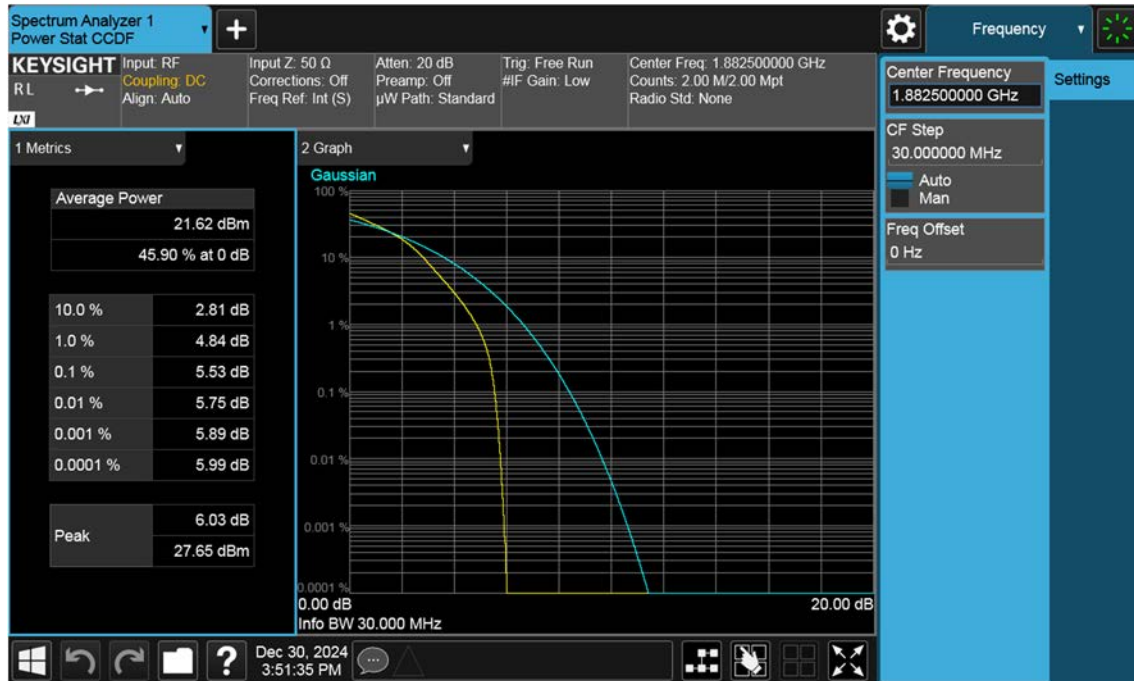 Spectrum Analyzer 1
Power Stat CCDF
Frequency
KEYSIGHT
R L
LXI
Input: RF
Coupling: DC
Align: Auto
Input Z: 50 Ω
Corrections: Off
Freq Ref: Int (S)
Atten: 20 dB
Preamp: Off
µW Path: Standard
Trig: Free Run
#IF Gain: Low
Center Freq: 1.882500000 GHz
Counts: 2.00 M/2.00 Mpt
Radio Std: None
Center Frequency
1.882500000 GHz
Settings
CF Step
30.000000 MHz
Auto
Man
Freq Offset
0 Hz
1 Metrics
Average Power
21.62 dBm
45.90 % at 0 dB
10.0 % 2.81 dB
1.0 % 4.84 dB
0.1 % 5.53 dB
0.01 % 5.75 dB
0.001 % 5.89 dB
0.0001 % 5.99 dB
Peak
6.03 dB
27.65 dBm
2 Graph
Gaussian
100 %
10 %
1 %
0.1 %
0.01 %
0.001 %
0.0001 %
0.00 dB 20.00 dB
Info BW 30.000 MHz
?
Dec 30, 2024
3:51:35 PM